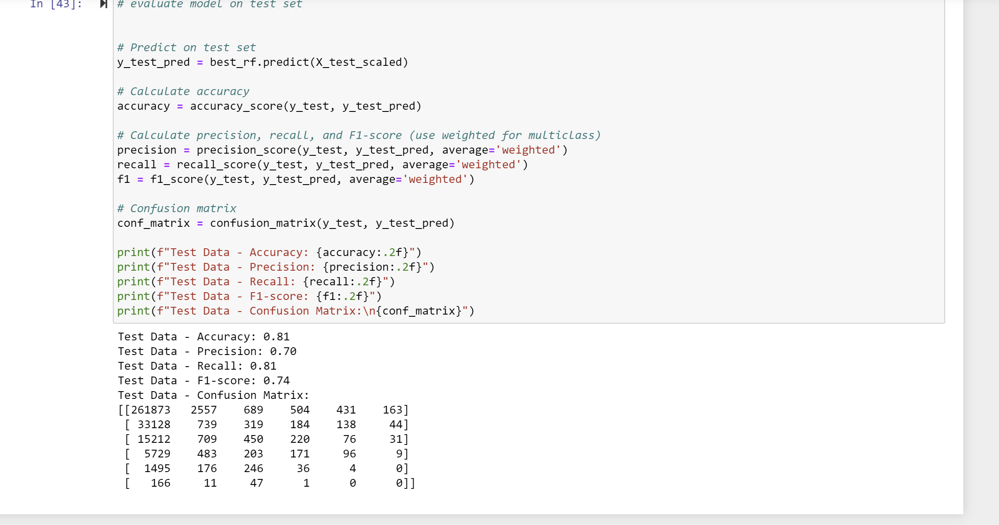 In [43]:
# evaluate model on test set
# Predict on test set
y_test_pred = best_rf.predict(X_test_scaled)
# Calculate accuracy
accuracy = accuracy_score(y_test, y_test_pred)
# Calculate precision, recall, and F1-score (use weighted for multiclass)
precision = precision_score(y_test, y_test_pred, average='weighted')
recall = recall_score(y_test, y_test_pred, average='weighted')
f1 = f1_score(y_test, y_test_pred, average='weighted')
# Confusion matrix
conf_matrix = confusion_matrix(y_test, y_test_pred)
print(f"Test Data - Accuracy: {accuracy:.2f}")
print(f"Test Data - Precision: {precision:.2f}")
print(f"Test Data - Recall: {recall:.2f}")
print(f"Test Data - F1-score: {f1:.2f}")
print(f"Test Data - Confusion Matrix:\n{conf_matrix}")
Test Data - Accuracy: 0.81
Test Data - Precision: 0.70
Test Data - Recall: 0.81
Test Data - F1-score: 0.74
Test Data - Confusion Matrix:
[[261873   2557    689    504    431    163]
 [ 33128    739    319    184    138     44]
 [ 15212    709    450    220     76     31]
 [  5729    483    203    171     96      9]
 [  1495    176    246     36      4      0]
 [   166     11     47      1      0      0]]